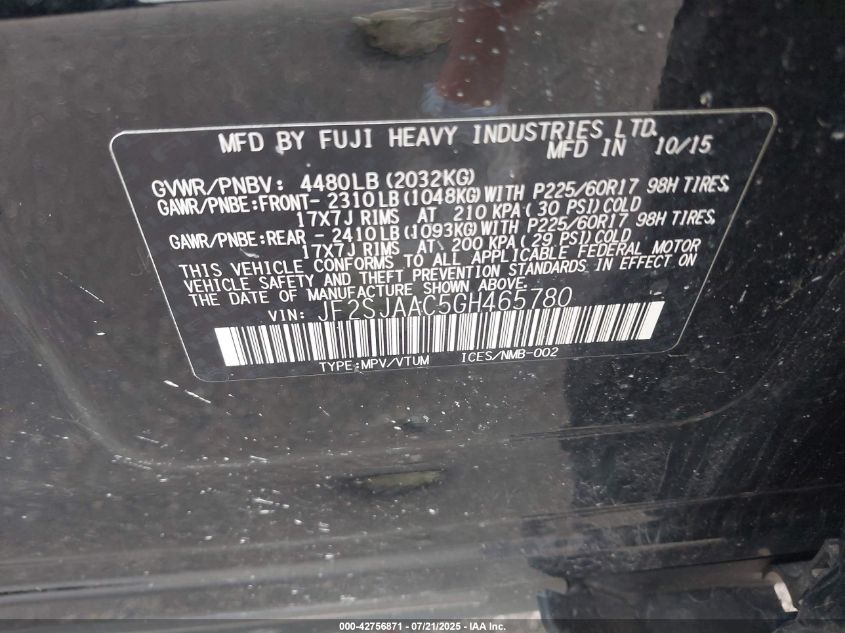 MFD BY FUJI HEAVY INDUSTRIES LTD.
MFD IN 10/15
GVWR/PNBV: 4480LB (2032KG)
GAWR/PNBE:FRONT- 2310LB (1048KG) WITH P225/60R17 98H TIRES,
17X7J RIMS AT 210 KPA (30 PSI) COLD
GAWR/PNBE:REAR - 2410LB (1093KG) WITH P225/60R17 98H TIRES,
17X7J RIMS AT 200 KPA (29 PSI) COLD
THIS VEHICLE CONFORMS TO ALL APPLICABLE FEDERAL MOTOR
VEHICLE SAFETY AND THEFT PREVENTION STANDARDS IN EFFECT ON
THE DATE OF MANUFACTURE SHOWN ABOVE.
VIN: JF2SJAAC5GH465780
TYPE:MPV/VTUM ICES/NMB-002
000-42756871 - 07/21/2025 - IAA Inc.